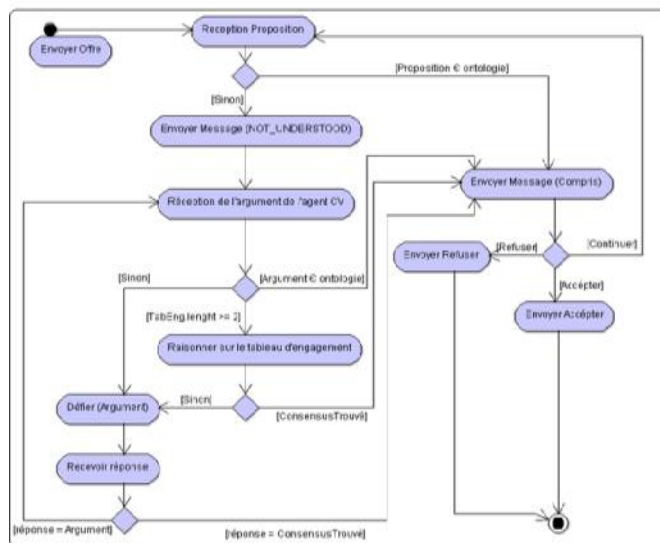 Reception Proposition
Envoyer Offre
[Proposition € ontologie]
[Sinon]
Envoyer Message (NOT_UNDERSTOOD)
Envoyer Message (Compris)
Réception de l'argument de l'agent CV
[Refuser]
[Continuer]
Envoyer Refuser
[Sinon]
[Argument € ontologie]
[Accépter]
[TabEng.lenght >= 2]
Envoyer Accépter
Raisonner sur le tableau d'engagement
[Sinon]
Défier (Argument)
[ConsensusTrouvé]
Recevoir réponse
[réponse = Argument]
[réponse = ConsensusTrouvé]